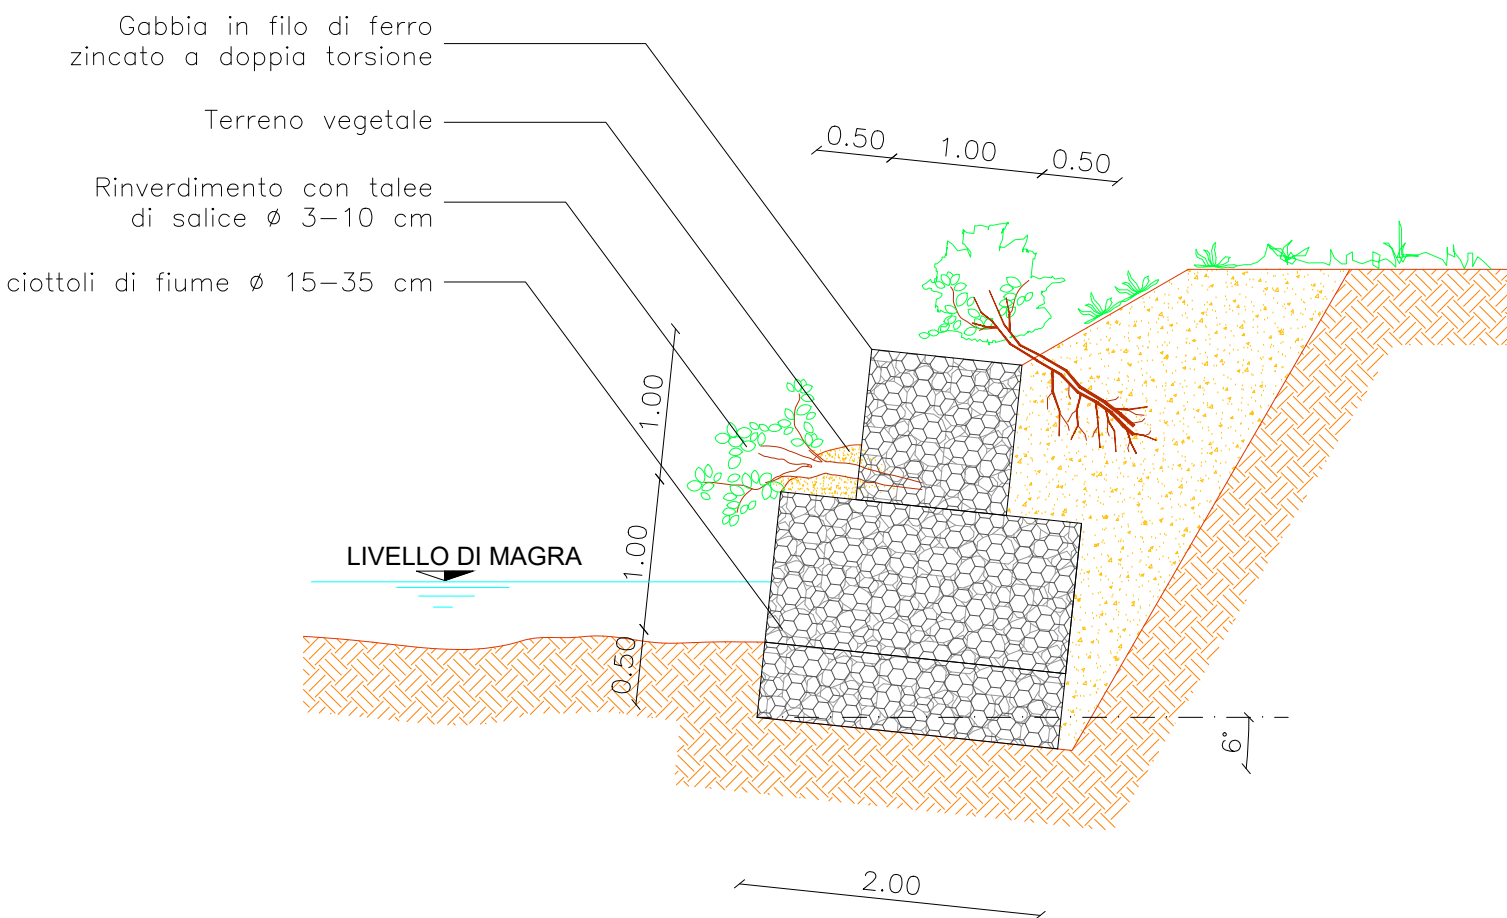 Gabbia in filo di ferro
zincato a doppia torsione
Terreno vegetale
Rinverdimento con talee
di salice ø 3-10 cm
ciottoli di fiume ø 15-35 cm
0.50
1.00
0.50
1.00
1.00
0.50
LIVELLO DI MAGRA
6°
2.00